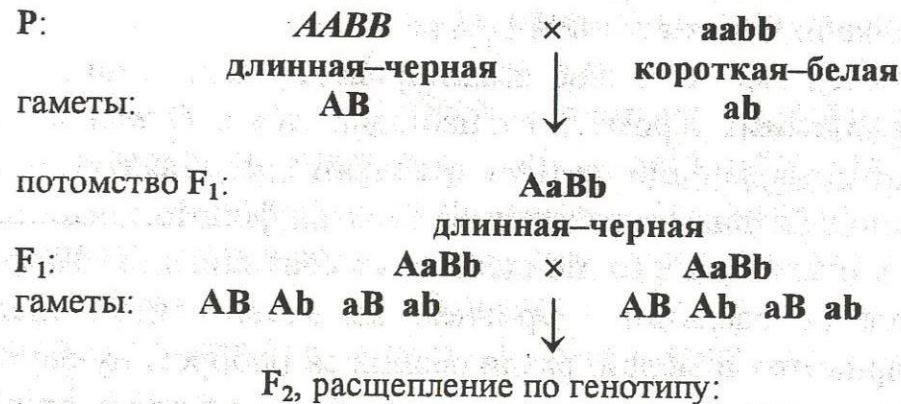 P: AABB × aabb
длинная–черная короткая–белая
гаметы: AB ab
потомство F₁: AaBb
длинная–черная
F₁: AaBb × AaBb
гаметы: AB Ab aB ab AB Ab aB ab
F₂, расщепление по генотипу: